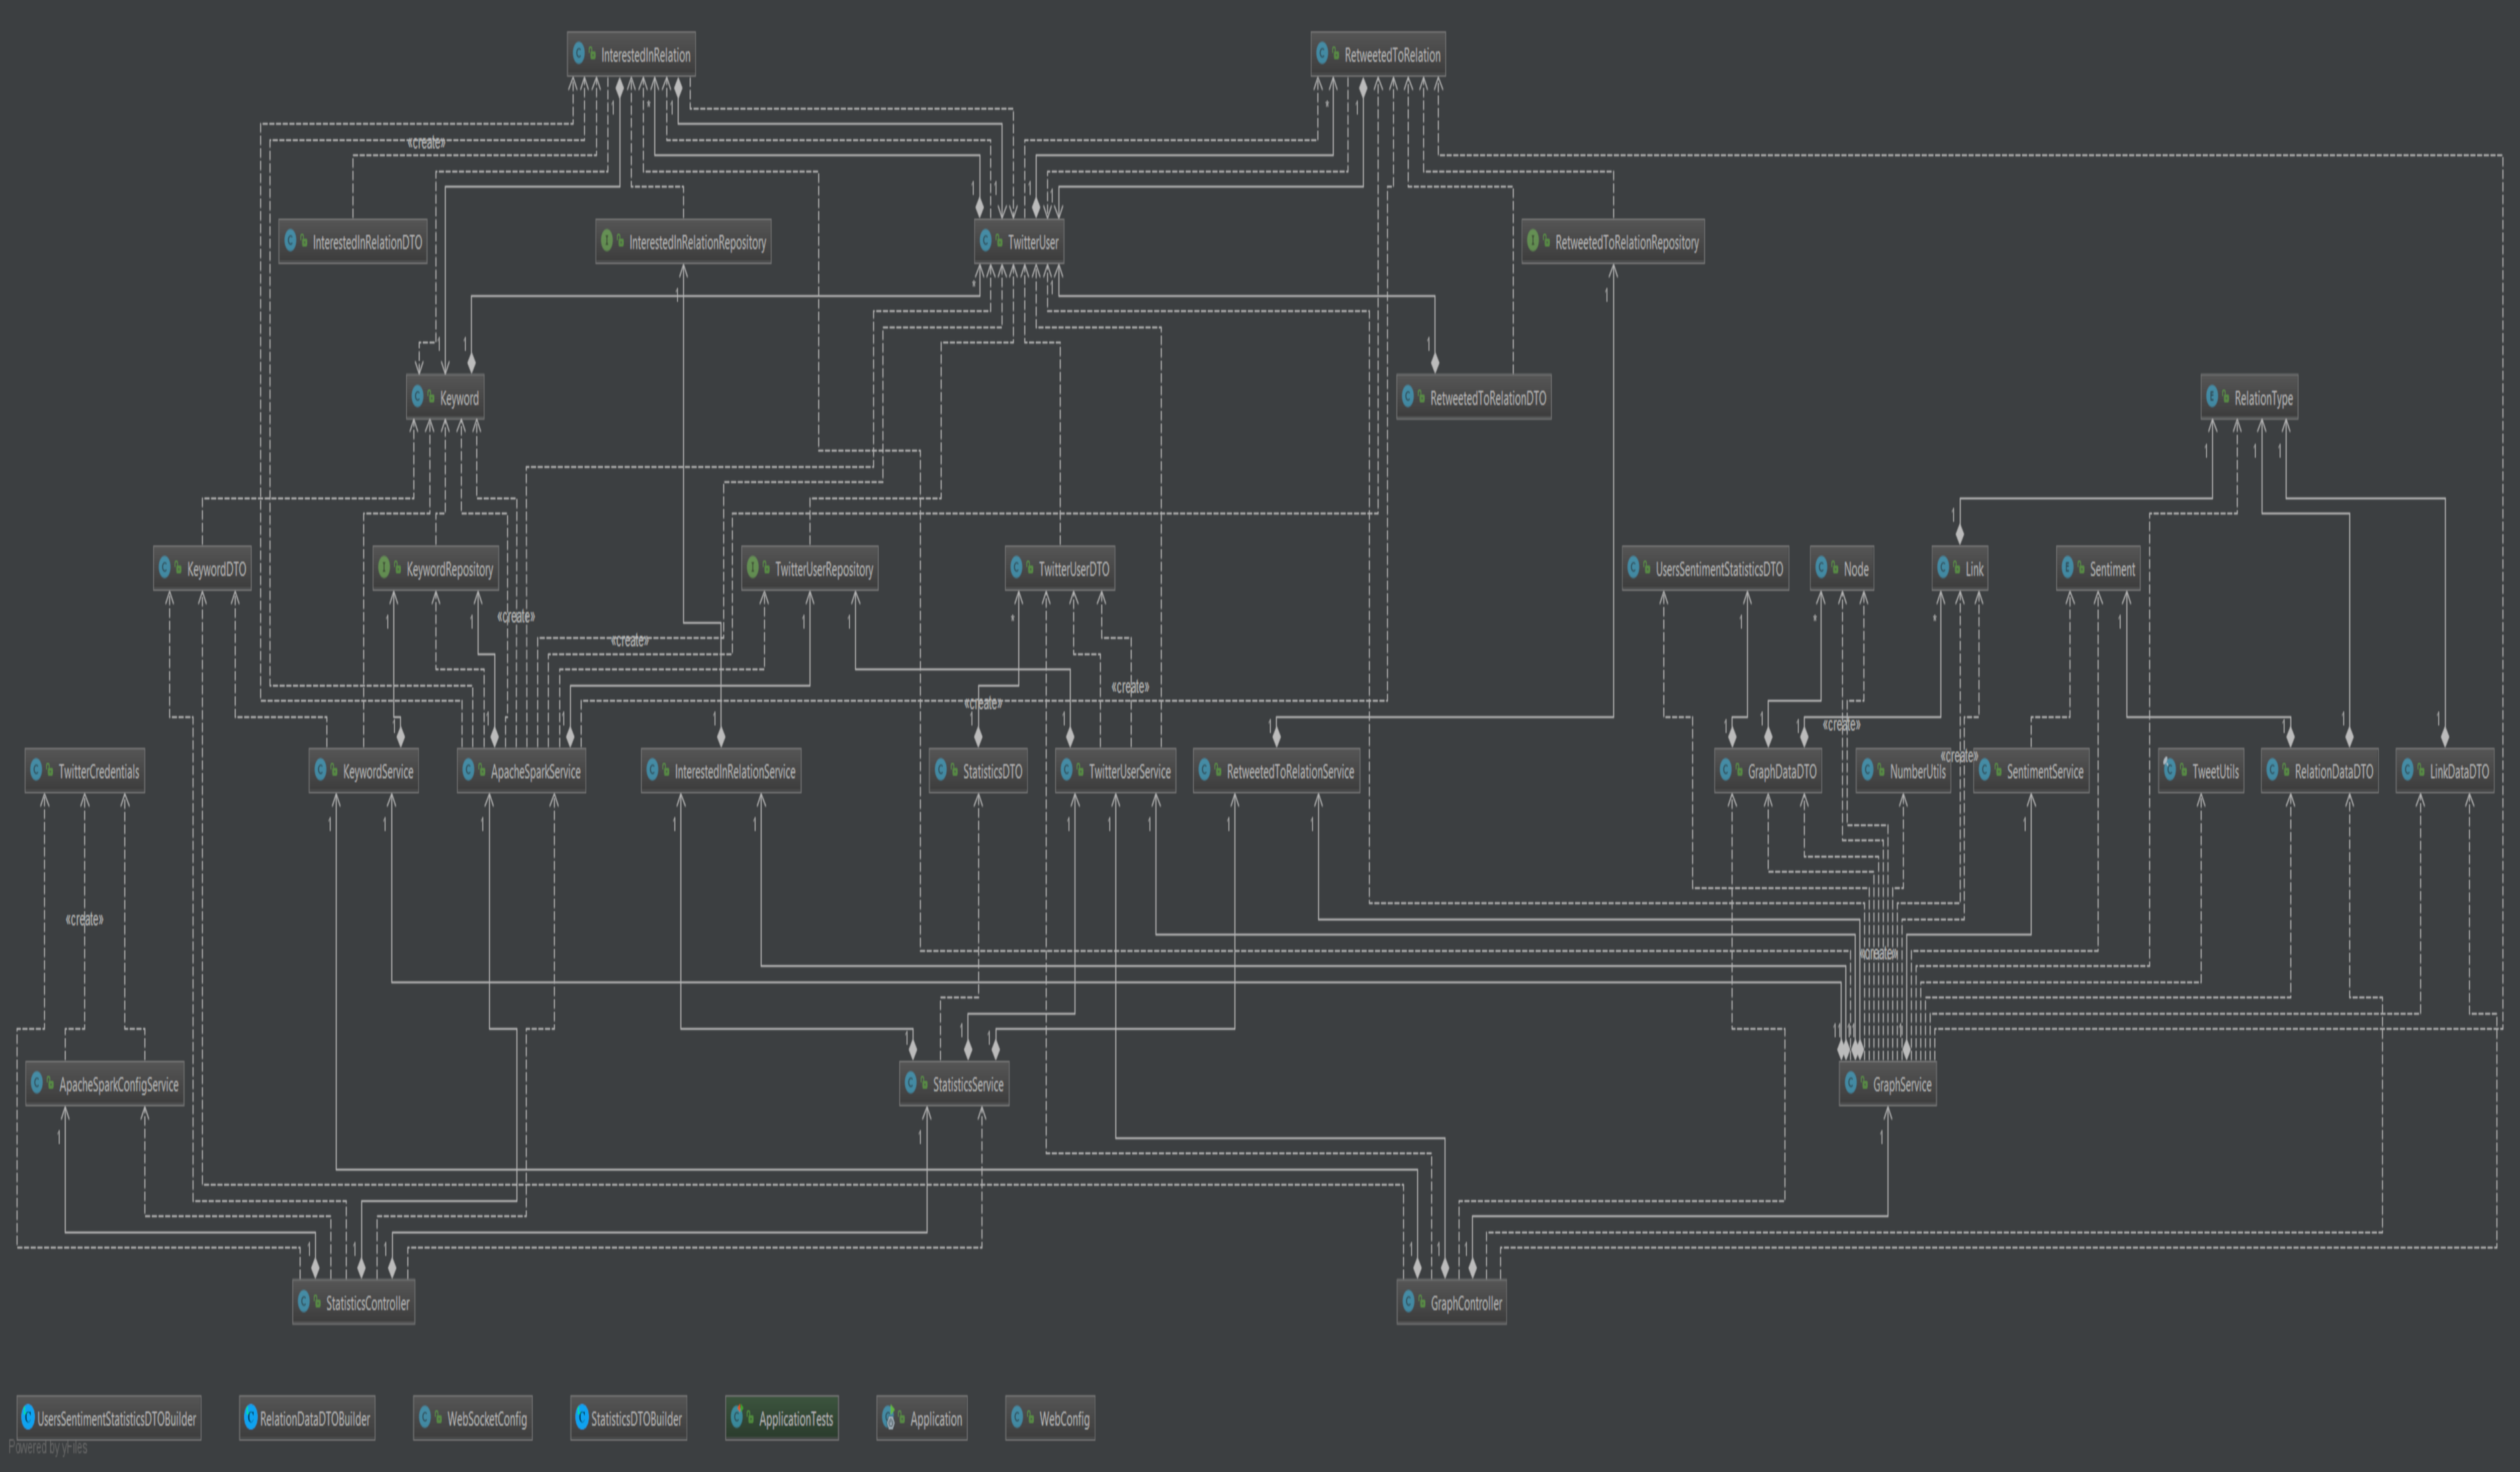 InterestedInRelation
RetweetedToRelation
«create»
InterestedInRelationDTO
InterestedInRelationRepository
TwitterUser
RetweetedToRelationRepository
Keyword
RetweetedToRelationDTO
RelationType
KeywordDTO
KeywordRepository
TwitterUserRepository
TwitterUserDTO
UsersSentimentStatisticsDTO
Node
Link
Sentiment
«create»
«create»
«create»
«create»
«create»
«create»
TwitterCredentials
KeywordService
ApacheSparkService
InterestedInRelationService
StatisticsDTO
TwitterUserService
RetweetedToRelationService
GraphDataDTO
NumberUtils
SentimentService
TweetUtils
RelationDataDTO
LinkDataDTO
«create»
«create»
ApacheSparkConfigService
StatisticsService
GraphService
StatisticsController
GraphController
UsersSentimentStatisticsDTOBuilder
RelationDataDTOBuilder
WebSocketConfig
StatisticsDTOBuilder
ApplicationTests
Application
WebConfig
Powered by yFiles